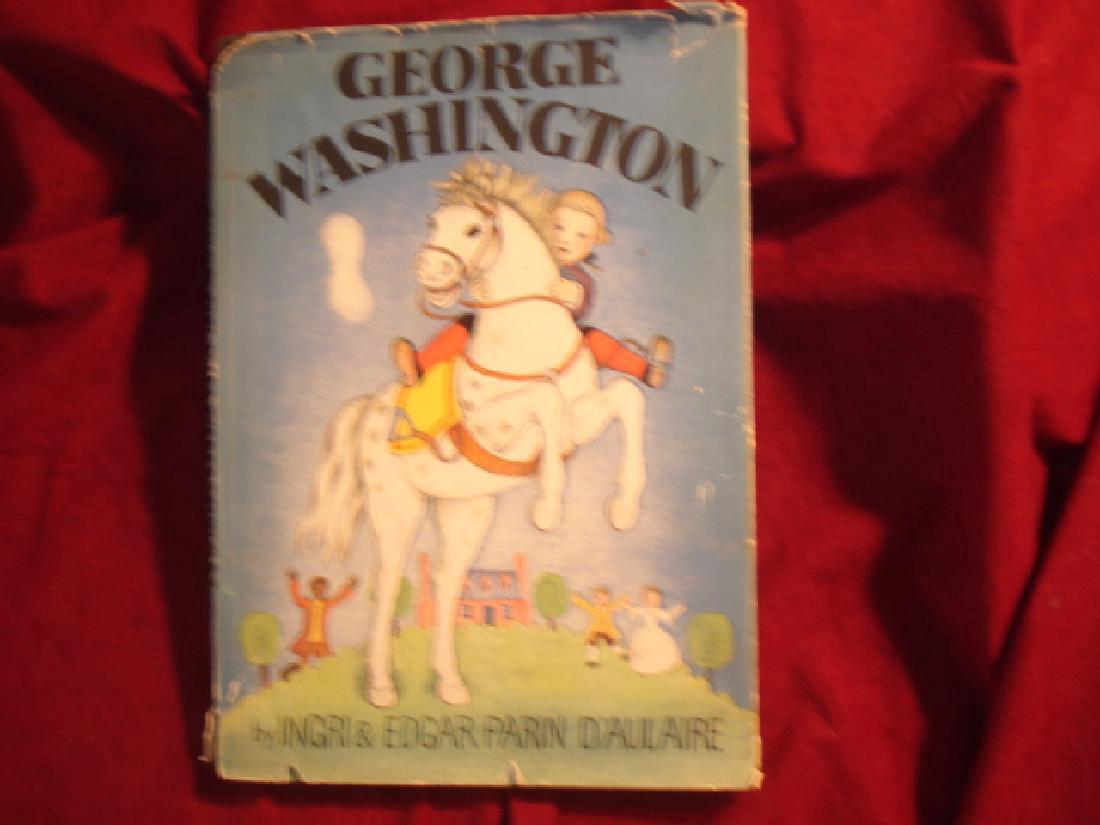 GEORGE
WASHINGTON
by INGRI & EDGAR PARIN D'AULAIRE